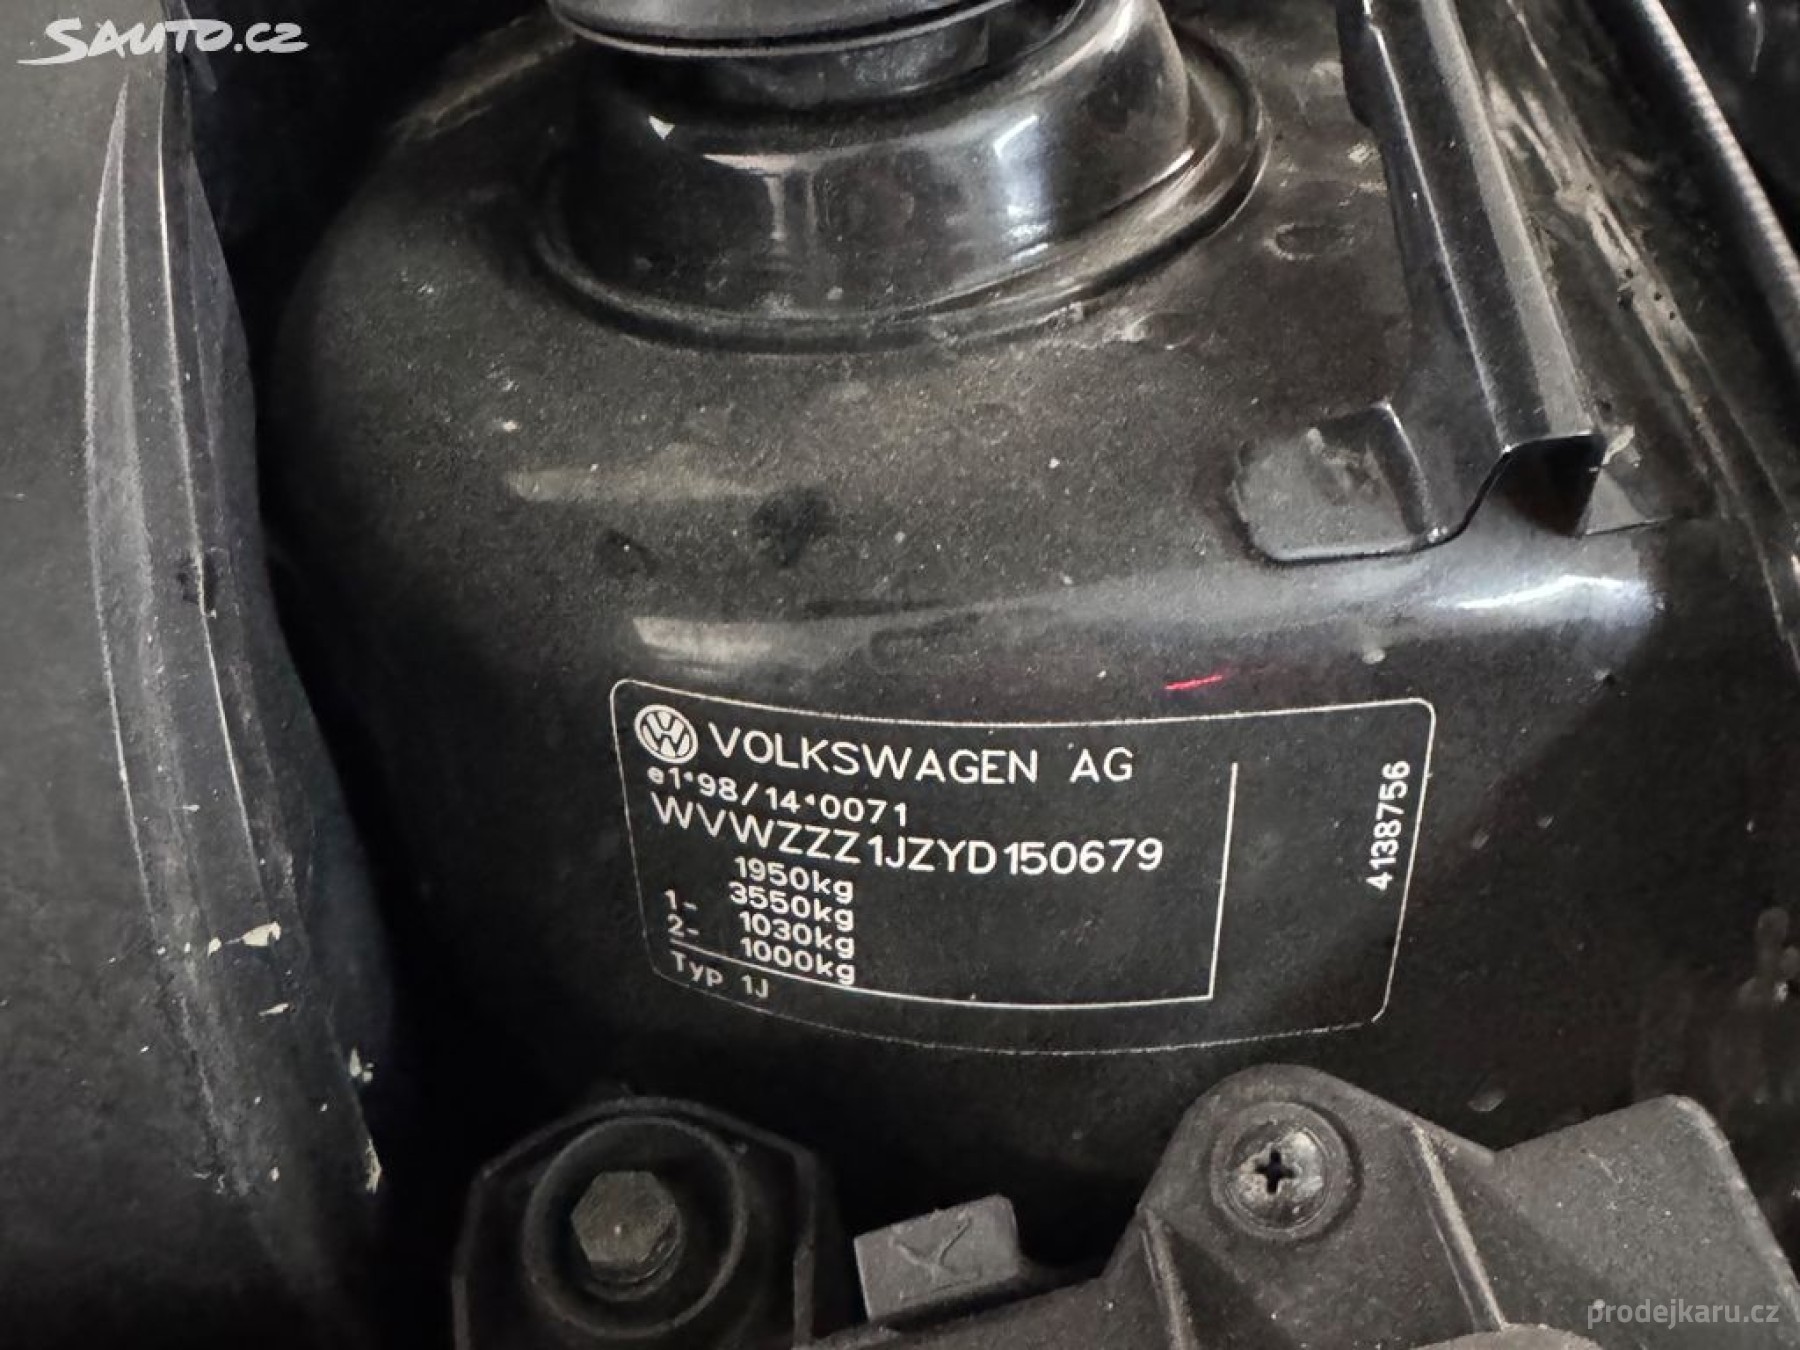 SAUTO.CZ
VOLKSWAGEN AG
e1*98/14*0071
WVWZZZ1JZYD150679
1950kg
3550kg
1- 1030kg
2- 1000kg
Typ 1J
4138756
prodejkaru.cz